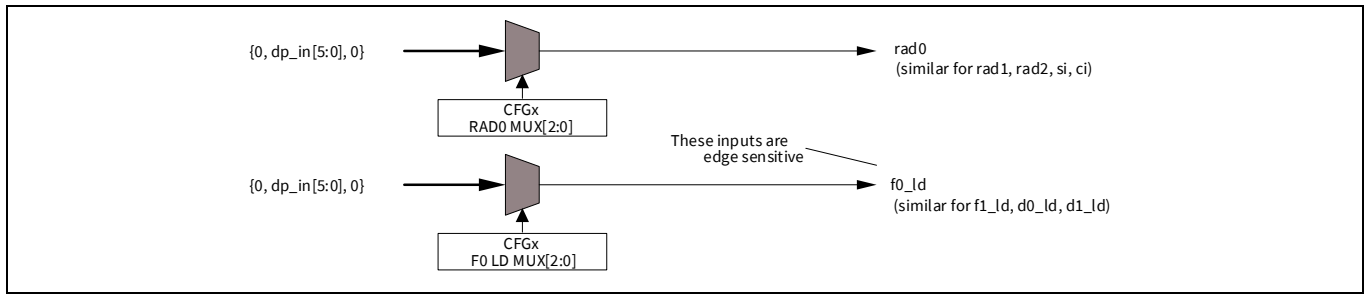 {0, dp_in[5:0], 0}
rad0
(similar for rad1, rad2, si, ci)
CFGx
RAD0 MUX[2:0]
These inputs are
edge sensitive
{0, dp_in[5:0], 0}
f0_ld
(similar for f1_ld, d0_ld, d1_ld)
CFGx
F0 LD MUX[2:0]